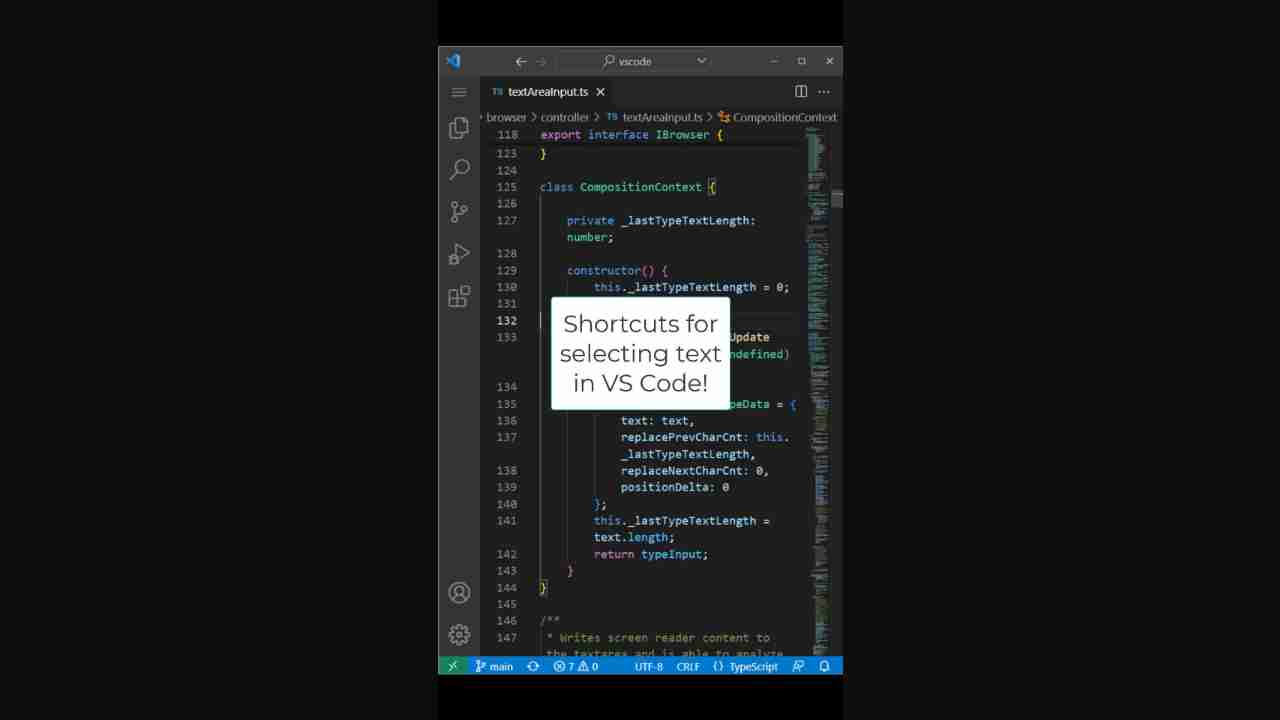 vscode
TS textAreaInput.ts
browser > controller > TS textAreaInput.ts > CompositionContext
118 export interface IBrowser {
123 }
124
125 class CompositionContext {
126
127 private _lastTypeTextLength:
number;
128
129 constructor() {
130 this._lastTypeTextLength = 0;
131
132
133 Update
ndefined)
Shortcuts for
selecting text
in VS Code!
134
135 peData = {
136 text: text,
137 replacePrevCharCnt: this.
_lastTypeTextLength,
138 replaceNextCharCnt: 0,
139 positionDelta: 0
140 };
141 this._lastTypeTextLength =
text.length;
142 return typeInput;
143 }
144 }
145
146 /**
147 * Writes screen reader content to
the textarea and is able to analyze
main 7 0 UTF-8 CRLF {} TypeScript